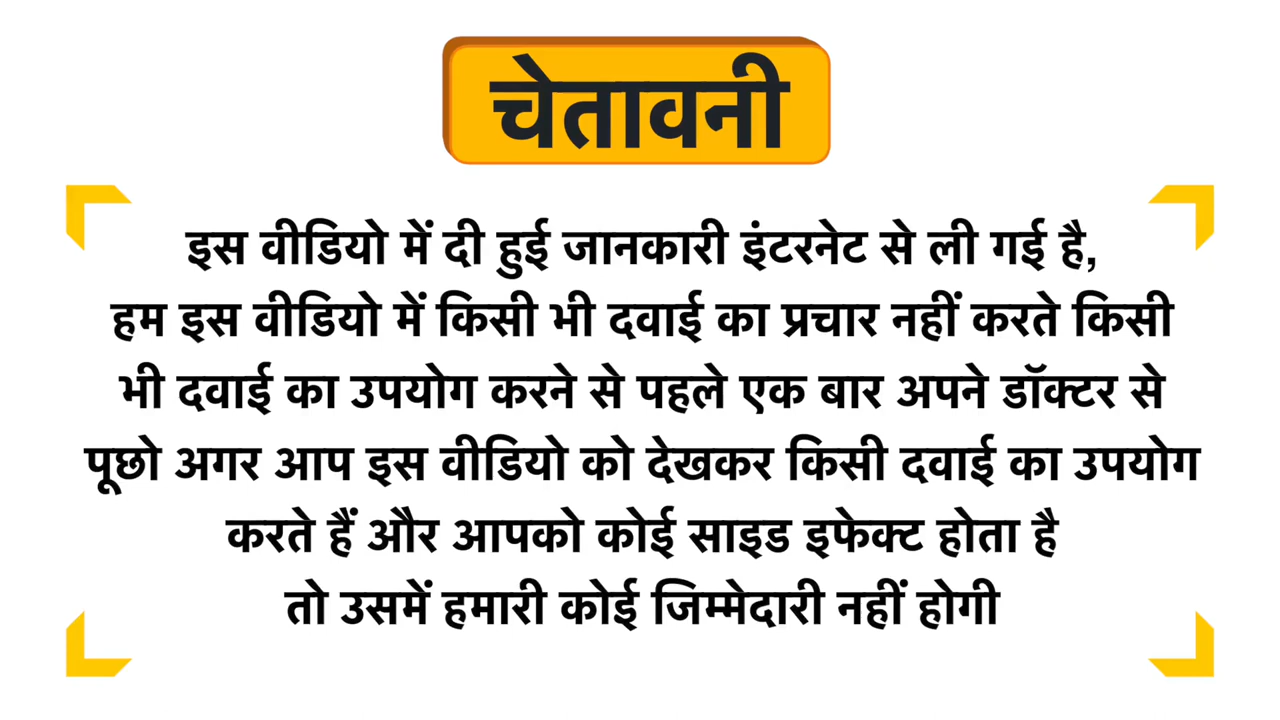 चेतावनी
इस वीडियो में दी हुई जानकारी इंटरनेट से ली गई है,
हम इस वीडियो में किसी भी दवाई का प्रचार नहीं करते किसी
भी दवाई का उपयोग करने से पहले एक बार अपने डॉक्टर से
पूछो अगर आप इस वीडियो को देखकर किसी दवाई का उपयोग
करते हैं और आपको कोई साइड इफेक्ट होता है
तो उसमें हमारी कोई जिम्मेदारी नहीं होगी